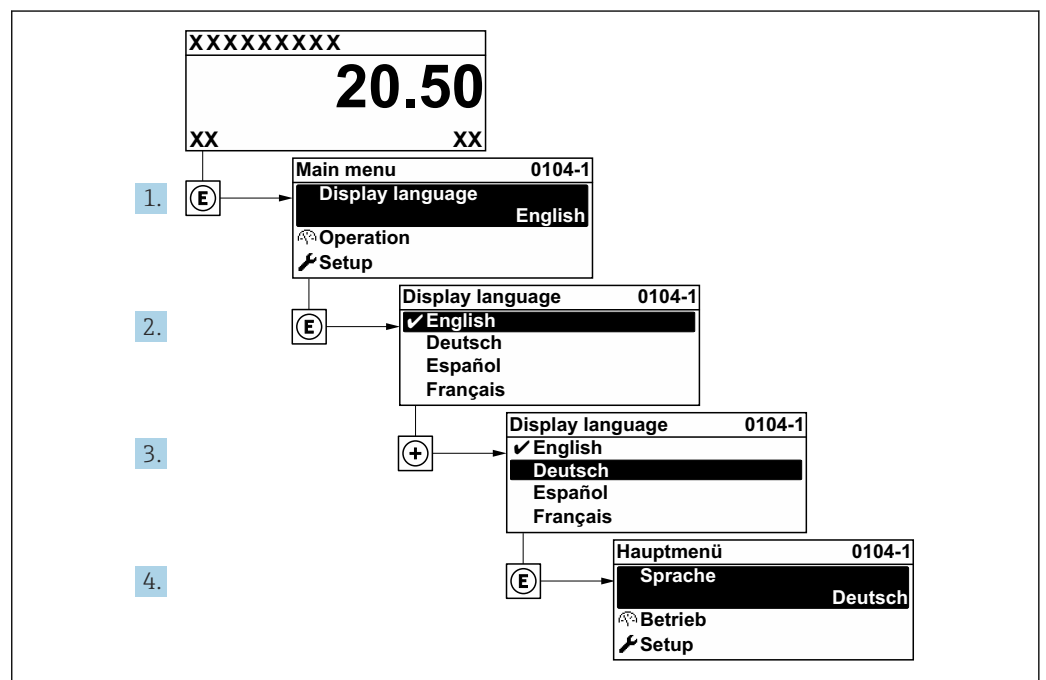 XXXXXXXXX
20.50
XX XX
1. E
Main menu 0104-1
Display language
English
Operation
Setup
2. E
Display language 0104-1
✔English
Deutsch
Español
Français
3. +
Display language 0104-1
✔English
Deutsch
Español
Français
4. E
Hauptmenü 0104-1
Sprache
Deutsch
Betrieb
Setup